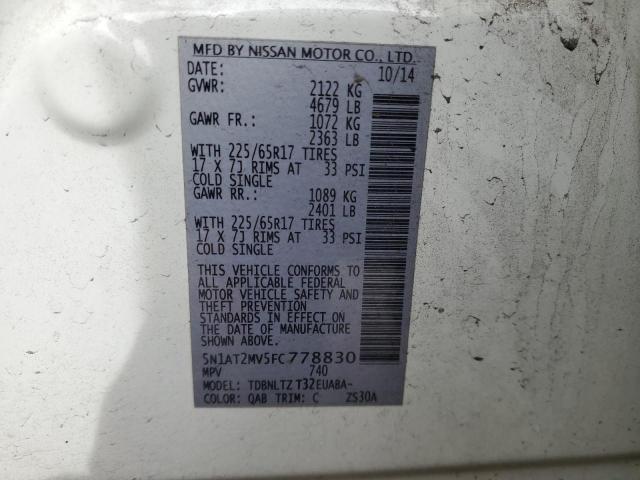 MFD BY NISSAN MOTOR CO., LTD.
DATE: 10/14
GVWR: 2122 KG
4679 LB
GAWR FR.: 1072 KG
2363 LB
WITH 225/65R17 TIRES
17 X 7J RIMS AT 33 PSI
COLD SINGLE
GAWR RR.: 1089 KG
2401 LB
WITH 225/65R17 TIRES
17 X 7J RIMS AT 33 PSI
COLD SINGLE
THIS VEHICLE CONFORMS TO
ALL APPLICABLE FEDERAL
MOTOR VEHICLE SAFETY AND
THEFT PREVENTION
STANDARDS IN EFFECT ON
THE DATE OF MANUFACTURE
SHOWN ABOVE.
5N1AT2MV5FC778830
MPV 740
MODEL: TDBNLTZ T32EUABA-
COLOR: QAB TRIM: C ZS30A